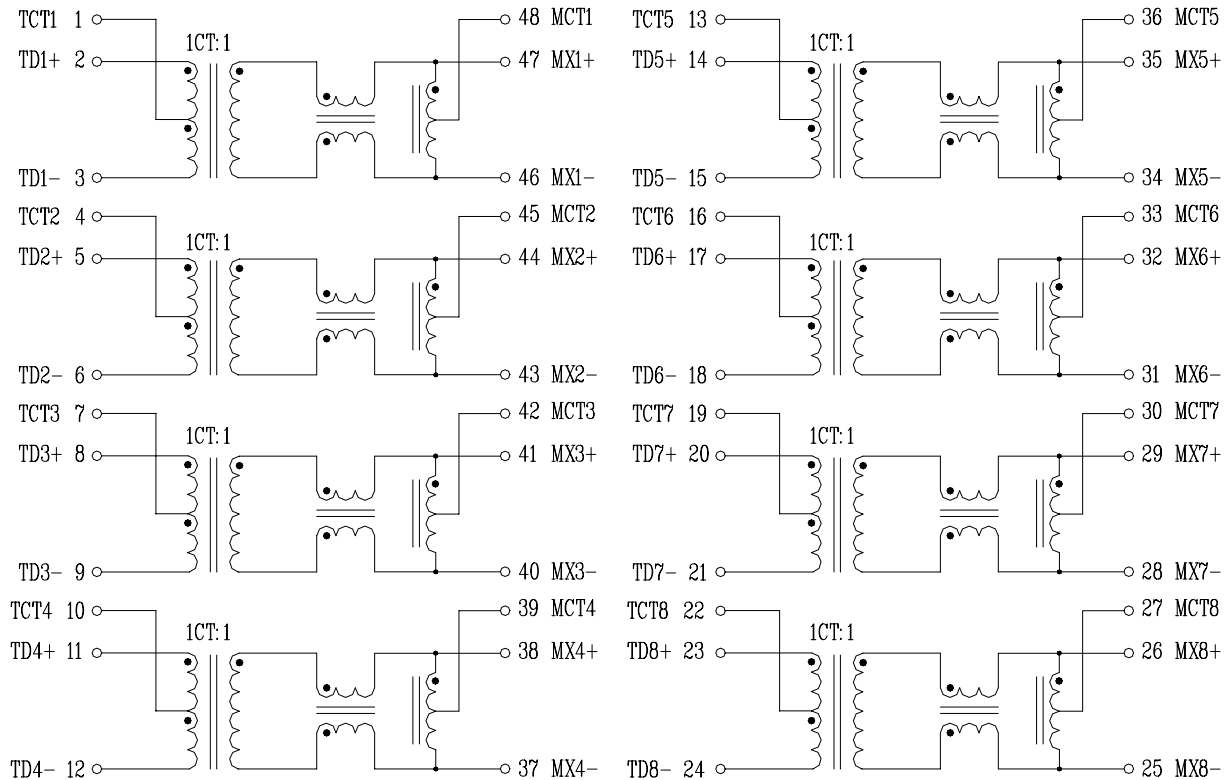 TCT1 1 48 MCT1 TCT5 13 36 MCT5
1CT:1 1CT:1
TD1+ 2 47 MX1+ TD5+ 14 35 MX5+
TD1- 3 46 MX1- TD5- 15 34 MX5-
TCT2 4 45 MCT2 TCT6 16 33 MCT6
1CT:1 1CT:1
TD2+ 5 44 MX2+ TD6+ 17 32 MX6+
TD2- 6 43 MX2- TD6- 18 31 MX6-
TCT3 7 42 MCT3 TCT7 19 30 MCT7
1CT:1 1CT:1
TD3+ 8 41 MX3+ TD7+ 20 29 MX7+
TD3- 9 40 MX3- TD7- 21 28 MX7-
TCT4 10 39 MCT4 TCT8 22 27 MCT8
1CT:1 1CT:1
TD4+ 11 38 MX4+ TD8+ 23 26 MX8+
TD4- 12 37 MX4- TD8- 24 25 MX8-